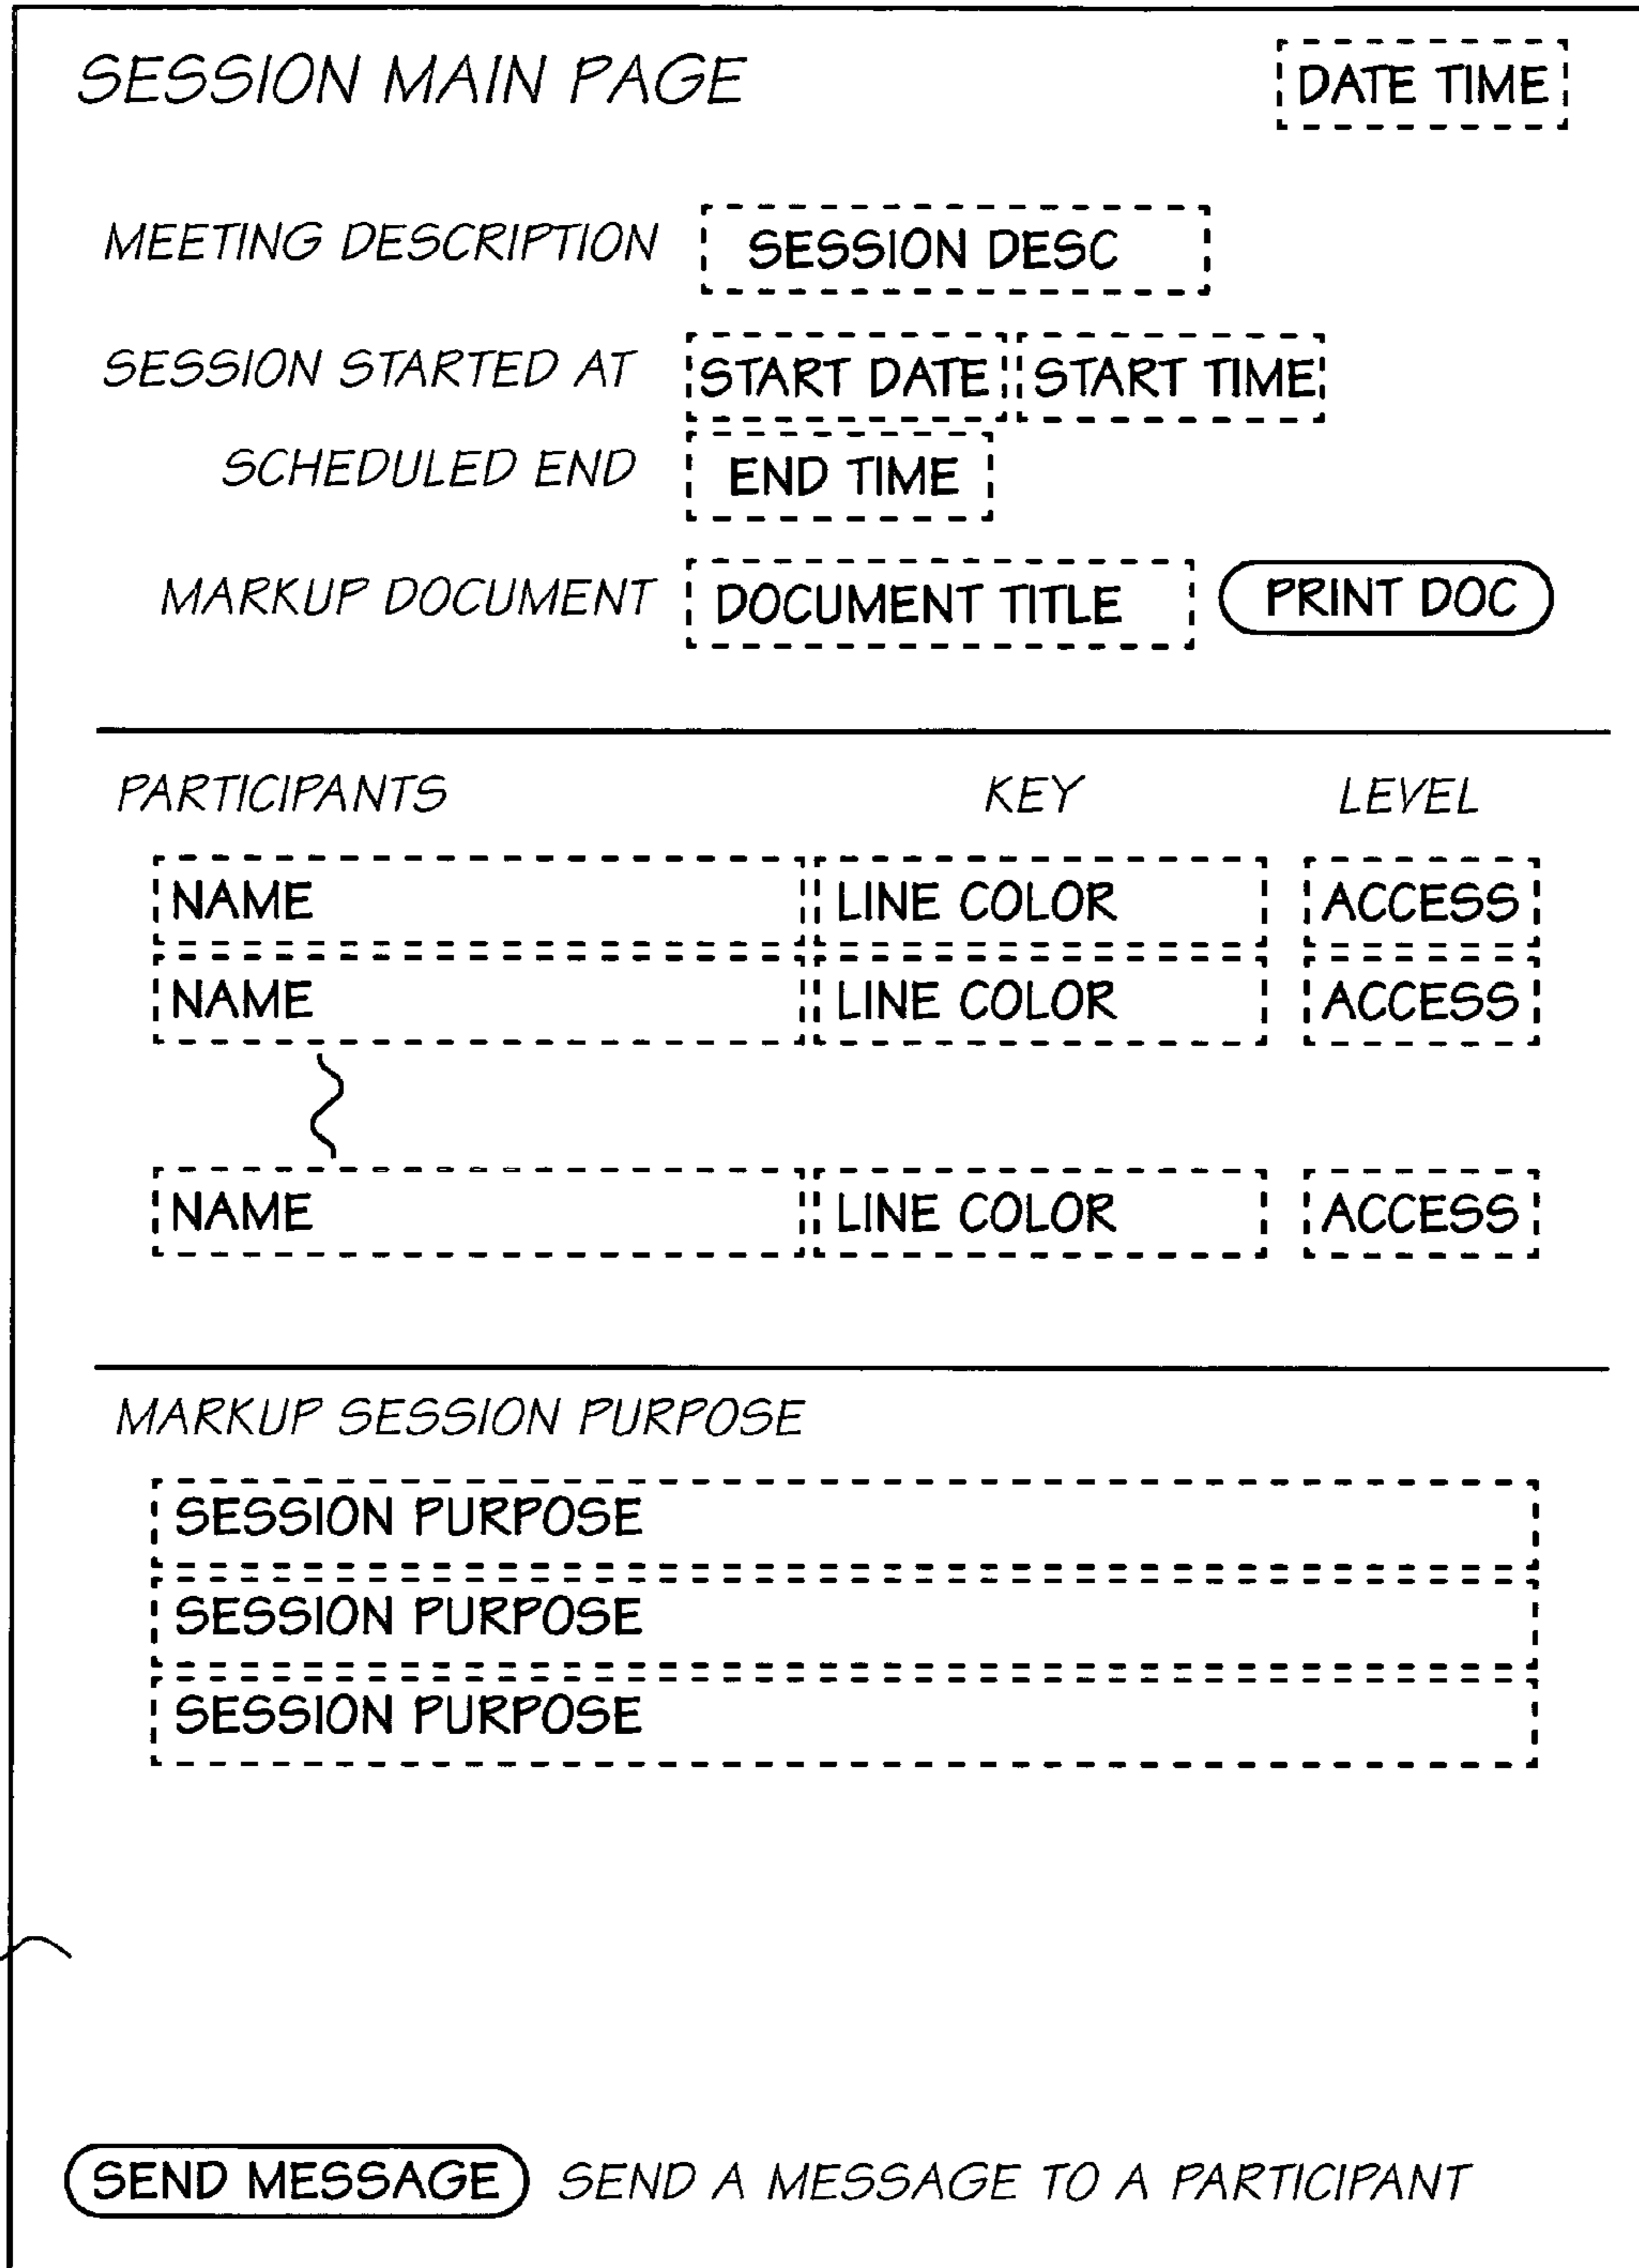 SESSION MAIN PAGE DATE TIME
MEETING DESCRIPTION SESSION DESC
SESSION STARTED AT START DATE START TIME
SCHEDULED END END TIME
MARKUP DOCUMENT DOCUMENT TITLE PRINT DOC
PARTICIPANTS KEY LEVEL
NAME LINE COLOR ACCESS
NAME LINE COLOR ACCESS
NAME LINE COLOR ACCESS
MARKUP SESSION PURPOSE
SESSION PURPOSE
SESSION PURPOSE
SESSION PURPOSE
SEND MESSAGE SEND A MESSAGE TO A PARTICIPANT